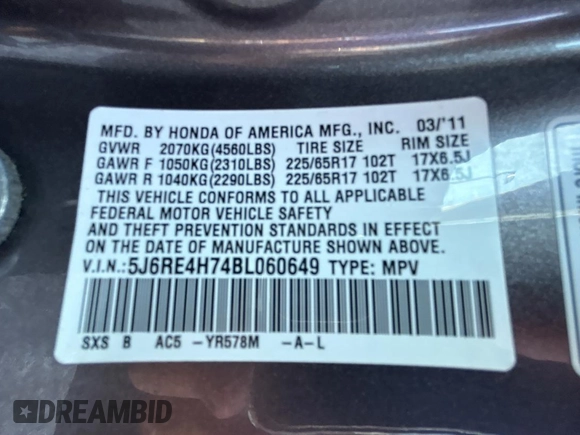 MFD. BY HONDA OF AMERICA MFG., INC. 03/'11
GVWR 2070KG(4560LBS) TIRE SIZE RIM SIZE
GAWR F 1050KG(2310LBS) 225/65R17 102T 17X6.5J
GAWR R 1040KG(2290LBS) 225/65R17 102T 17X6.5J
THIS VEHICLE CONFORMS TO ALL APPLICABLE
FEDERAL MOTOR VEHICLE SAFETY
AND THEFT PREVENTION STANDARDS IN EFFECT
ON THE DATE OF MANUFACTURE SHOWN ABOVE.
V.I.N.:5J6RE4H74BL060649 TYPE: MPV
SXS B AC5 -YR578M -A-L
DREAMBID